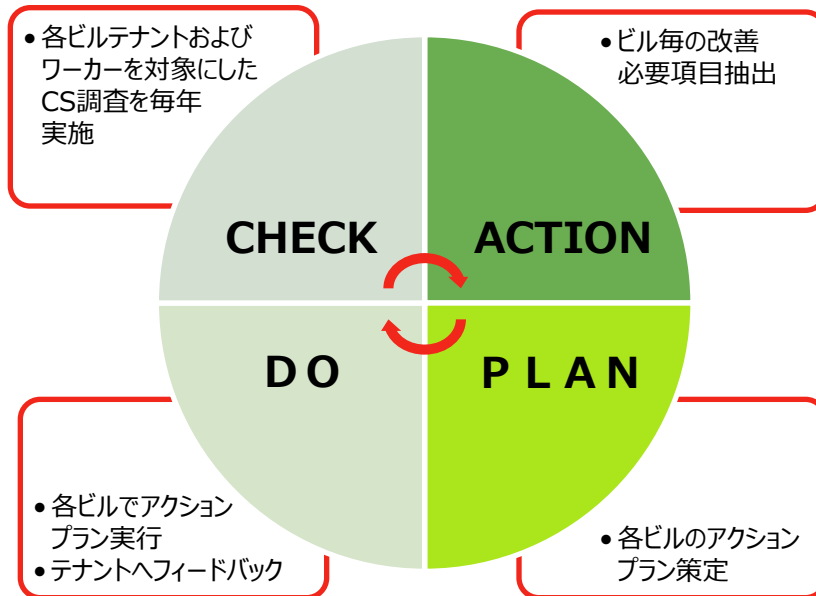 • 各ビルテナントおよび
ワーカーを対象にした
CS調査を毎年
実施
• ビル毎の改善
必要項目抽出
CHECK
ACTION
DO
PLAN
• 各ビルでアクション
プラン実行
• テナントへフィードバック
• 各ビルのアクション
プラン策定